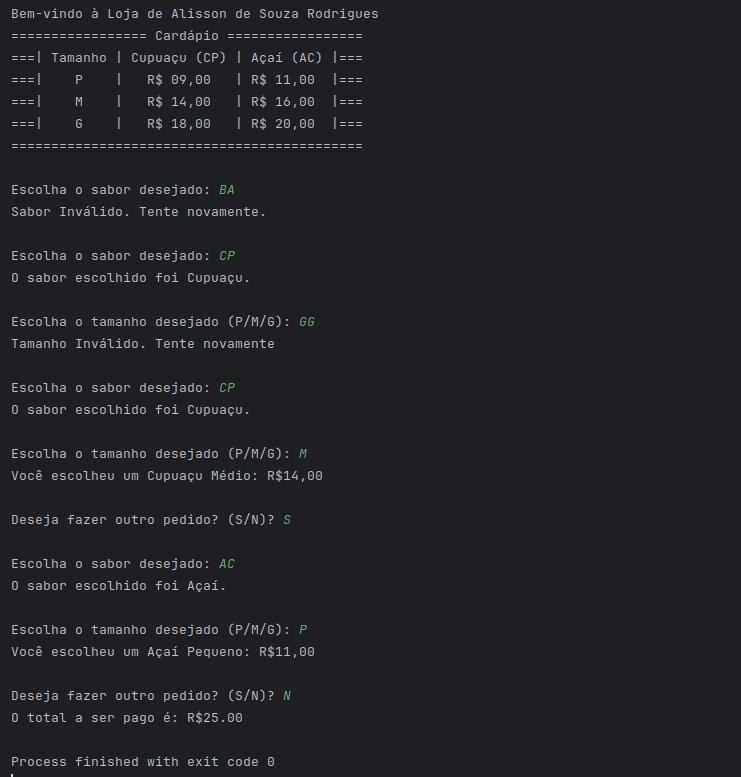 Bem-vindo à Loja de Alisson de Souza Rodrigues
================= Cardápio =================
===| Tamanho | Cupuaçu (CP) | Açaí (AC) |===
===|    P    |   R$ 09,00   | R$ 11,00  |===
===|    M    |   R$ 14,00   | R$ 16,00  |===
===|    G    |   R$ 18,00   | R$ 20,00  |===
============================================
Escolha o sabor desejado: BA
Sabor Inválido. Tente novamente.
Escolha o sabor desejado: CP
O sabor escolhido foi Cupuaçu.
Escolha o tamanho desejado (P/M/G): GG
Tamanho Inválido. Tente novamente
Escolha o sabor desejado: CP
O sabor escolhido foi Cupuaçu.
Escolha o tamanho desejado (P/M/G): M
Você escolheu um Cupuaçu Médio: R$14,00
Deseja fazer outro pedido? (S/N)? S
Escolha o sabor desejado: AC
O sabor escolhido foi Açaí.
Escolha o tamanho desejado (P/M/G): P
Você escolheu um Açaí Pequeno: R$11,00
Deseja fazer outro pedido? (S/N)? N
O total a ser pago é: R$25.00
Process finished with exit code 0